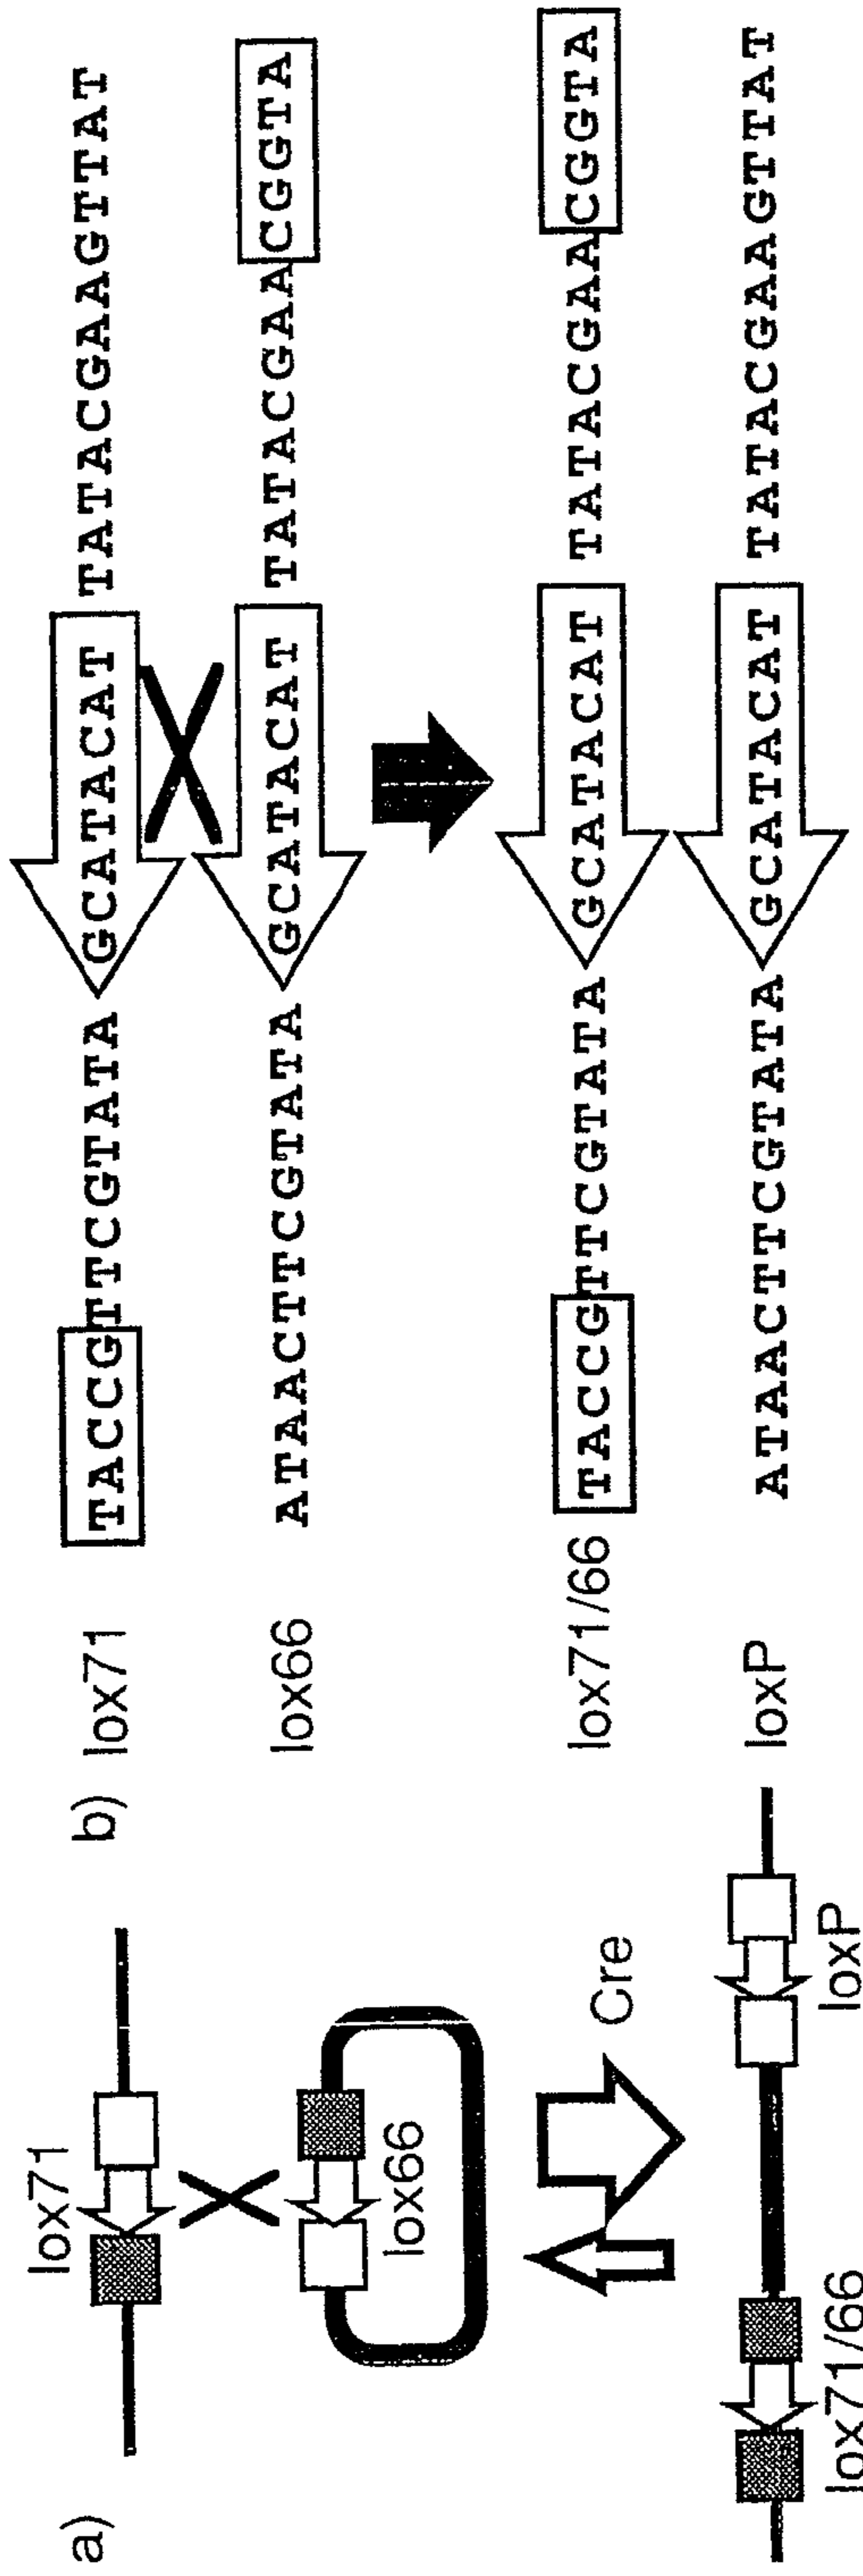 a)
lox71
lox66
Cre
lox71/66
loxP
b)
lox71 TACCGTTCGTATA GCATACAT TATACGAAGTTAT
lox66 ATAACTTCGTATA GCATACAT TATACGAACGGTA
lox71/66 TACCGTTCGTATA GCATACAT TATACGAACGGTA
loxP ATAACTTCGTATA GCATACAT TATACGAAGTTAT